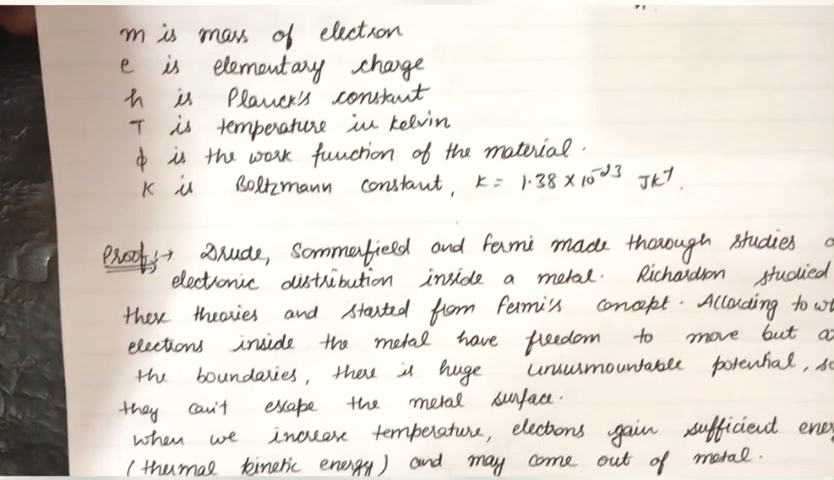 m is mass of electron
e is elementary charge
h is Planck's constant
T is temperature in kelvin
ϕ is the work function of the material.
K is Boltzmann constant, K = 1.38 × 10⁻²³ JK⁻¹.
Proof:→ Drude, Sommerfield and fermi made thorough studies
electronic distribution inside a metal. Richardson studied
these theories and started from fermi's concept. According to
electrons inside the metal have freedom to move but
the boundaries, there is huge unsurmountable potential,
they can't escape the metal surface.
when we increase temperature, electrons gain sufficient
(thermal kinetic energy) and may come out of metal.